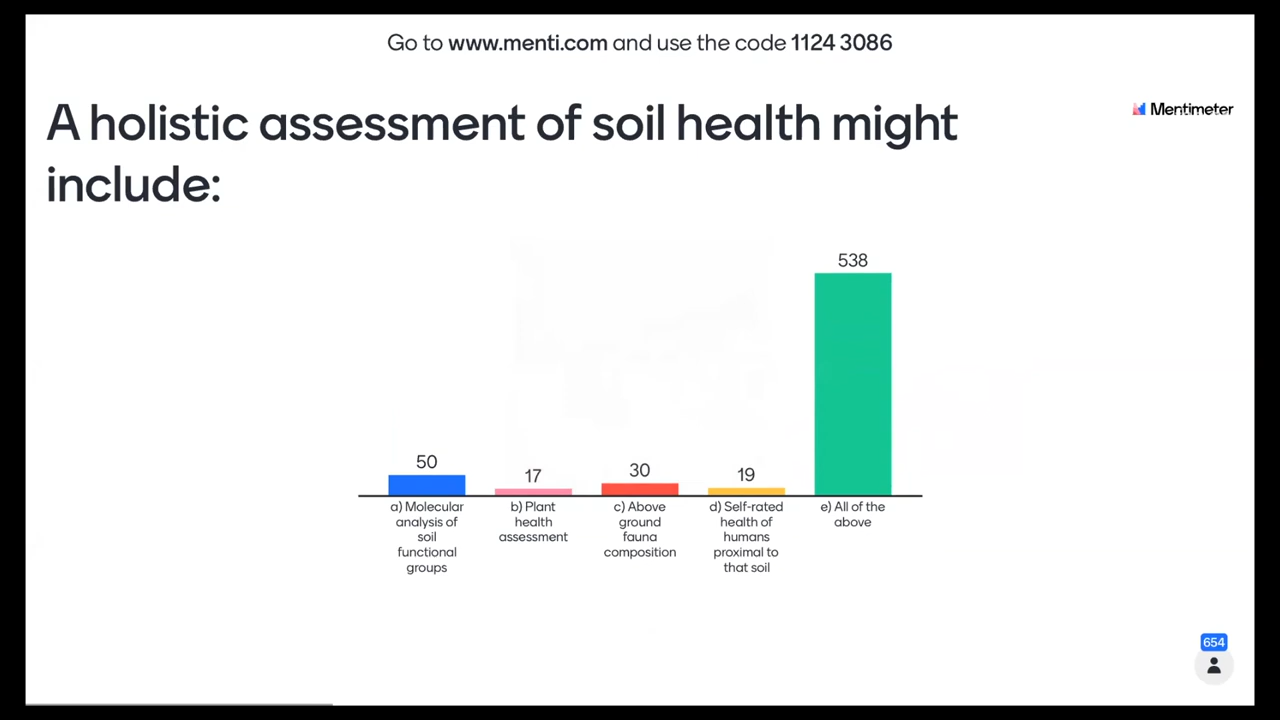 Go to www.menti.com and use the code 1124 3086
A holistic assessment of soil health might
include:
Mentimeter
538
50
17
30
19
a) Molecular
analysis of
soil
functional
groups
b) Plant
health
assessment
c) Above
ground
fauna
composition
d) Self-rated
health of
humans
proximal to
that soil
e) All of the
above
654